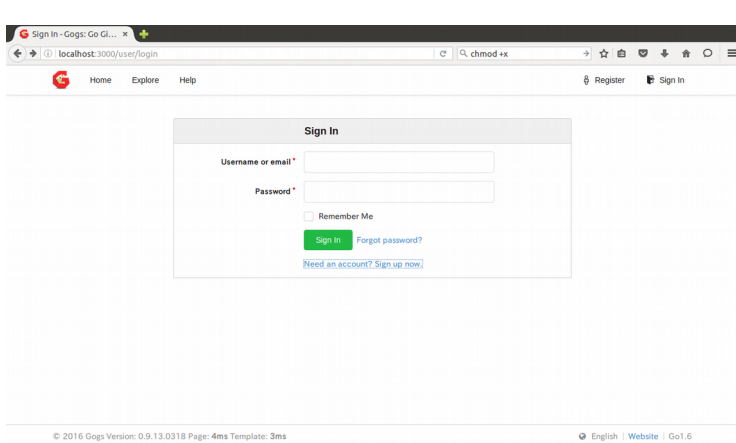 Sign In - Gogs: Go Gi...
localhost:3000/user/login
chmod +x
Home Explore Help Register Sign In
Sign In
Username or email *
Password *
Remember Me
Sign In Forgot password?
Need an account? Sign up now.
© 2016 Gogs Version: 0.9.13.0318 Page: 4ms Template: 3ms English Website Go1.6